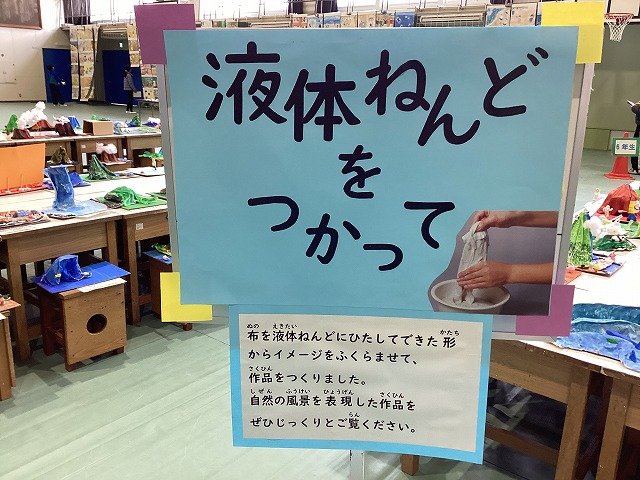 液体ねんど
を
つかって
布を液体ねんどにひたしてできた形
からイメージをふくらませて、
作品をつくりました。
自然の風景を表現した作品を
ぜひじっくりとご覧ください。
6年生